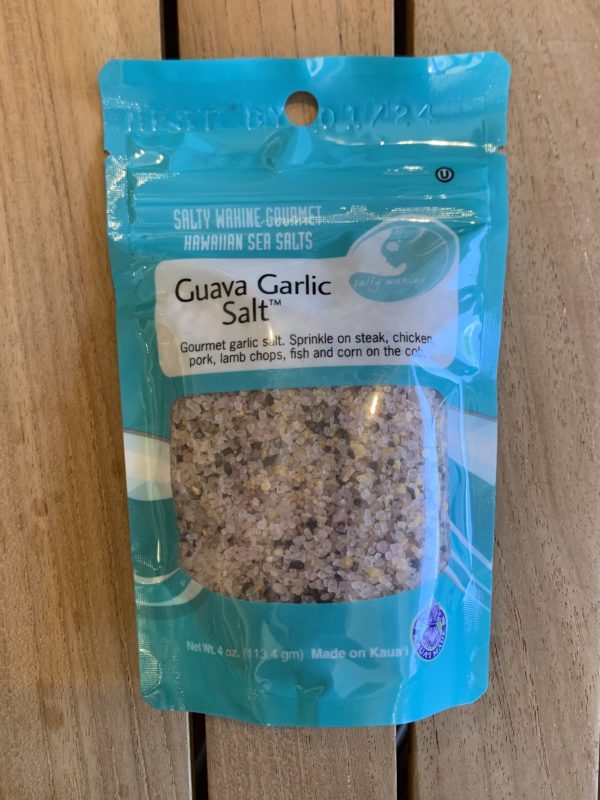 BEST BY 01/24
U
SALTY WAHINE GOURMET
HAWAIIAN SEA SALTS
salty wahine
Guava Garlic
Salt™
Gourmet garlic salt. Sprinkle on steak, chicken,
pork, lamb chops, fish and corn on the cob.
Net Wt. 4 oz. (113.4 gm) Made on Kaua'i